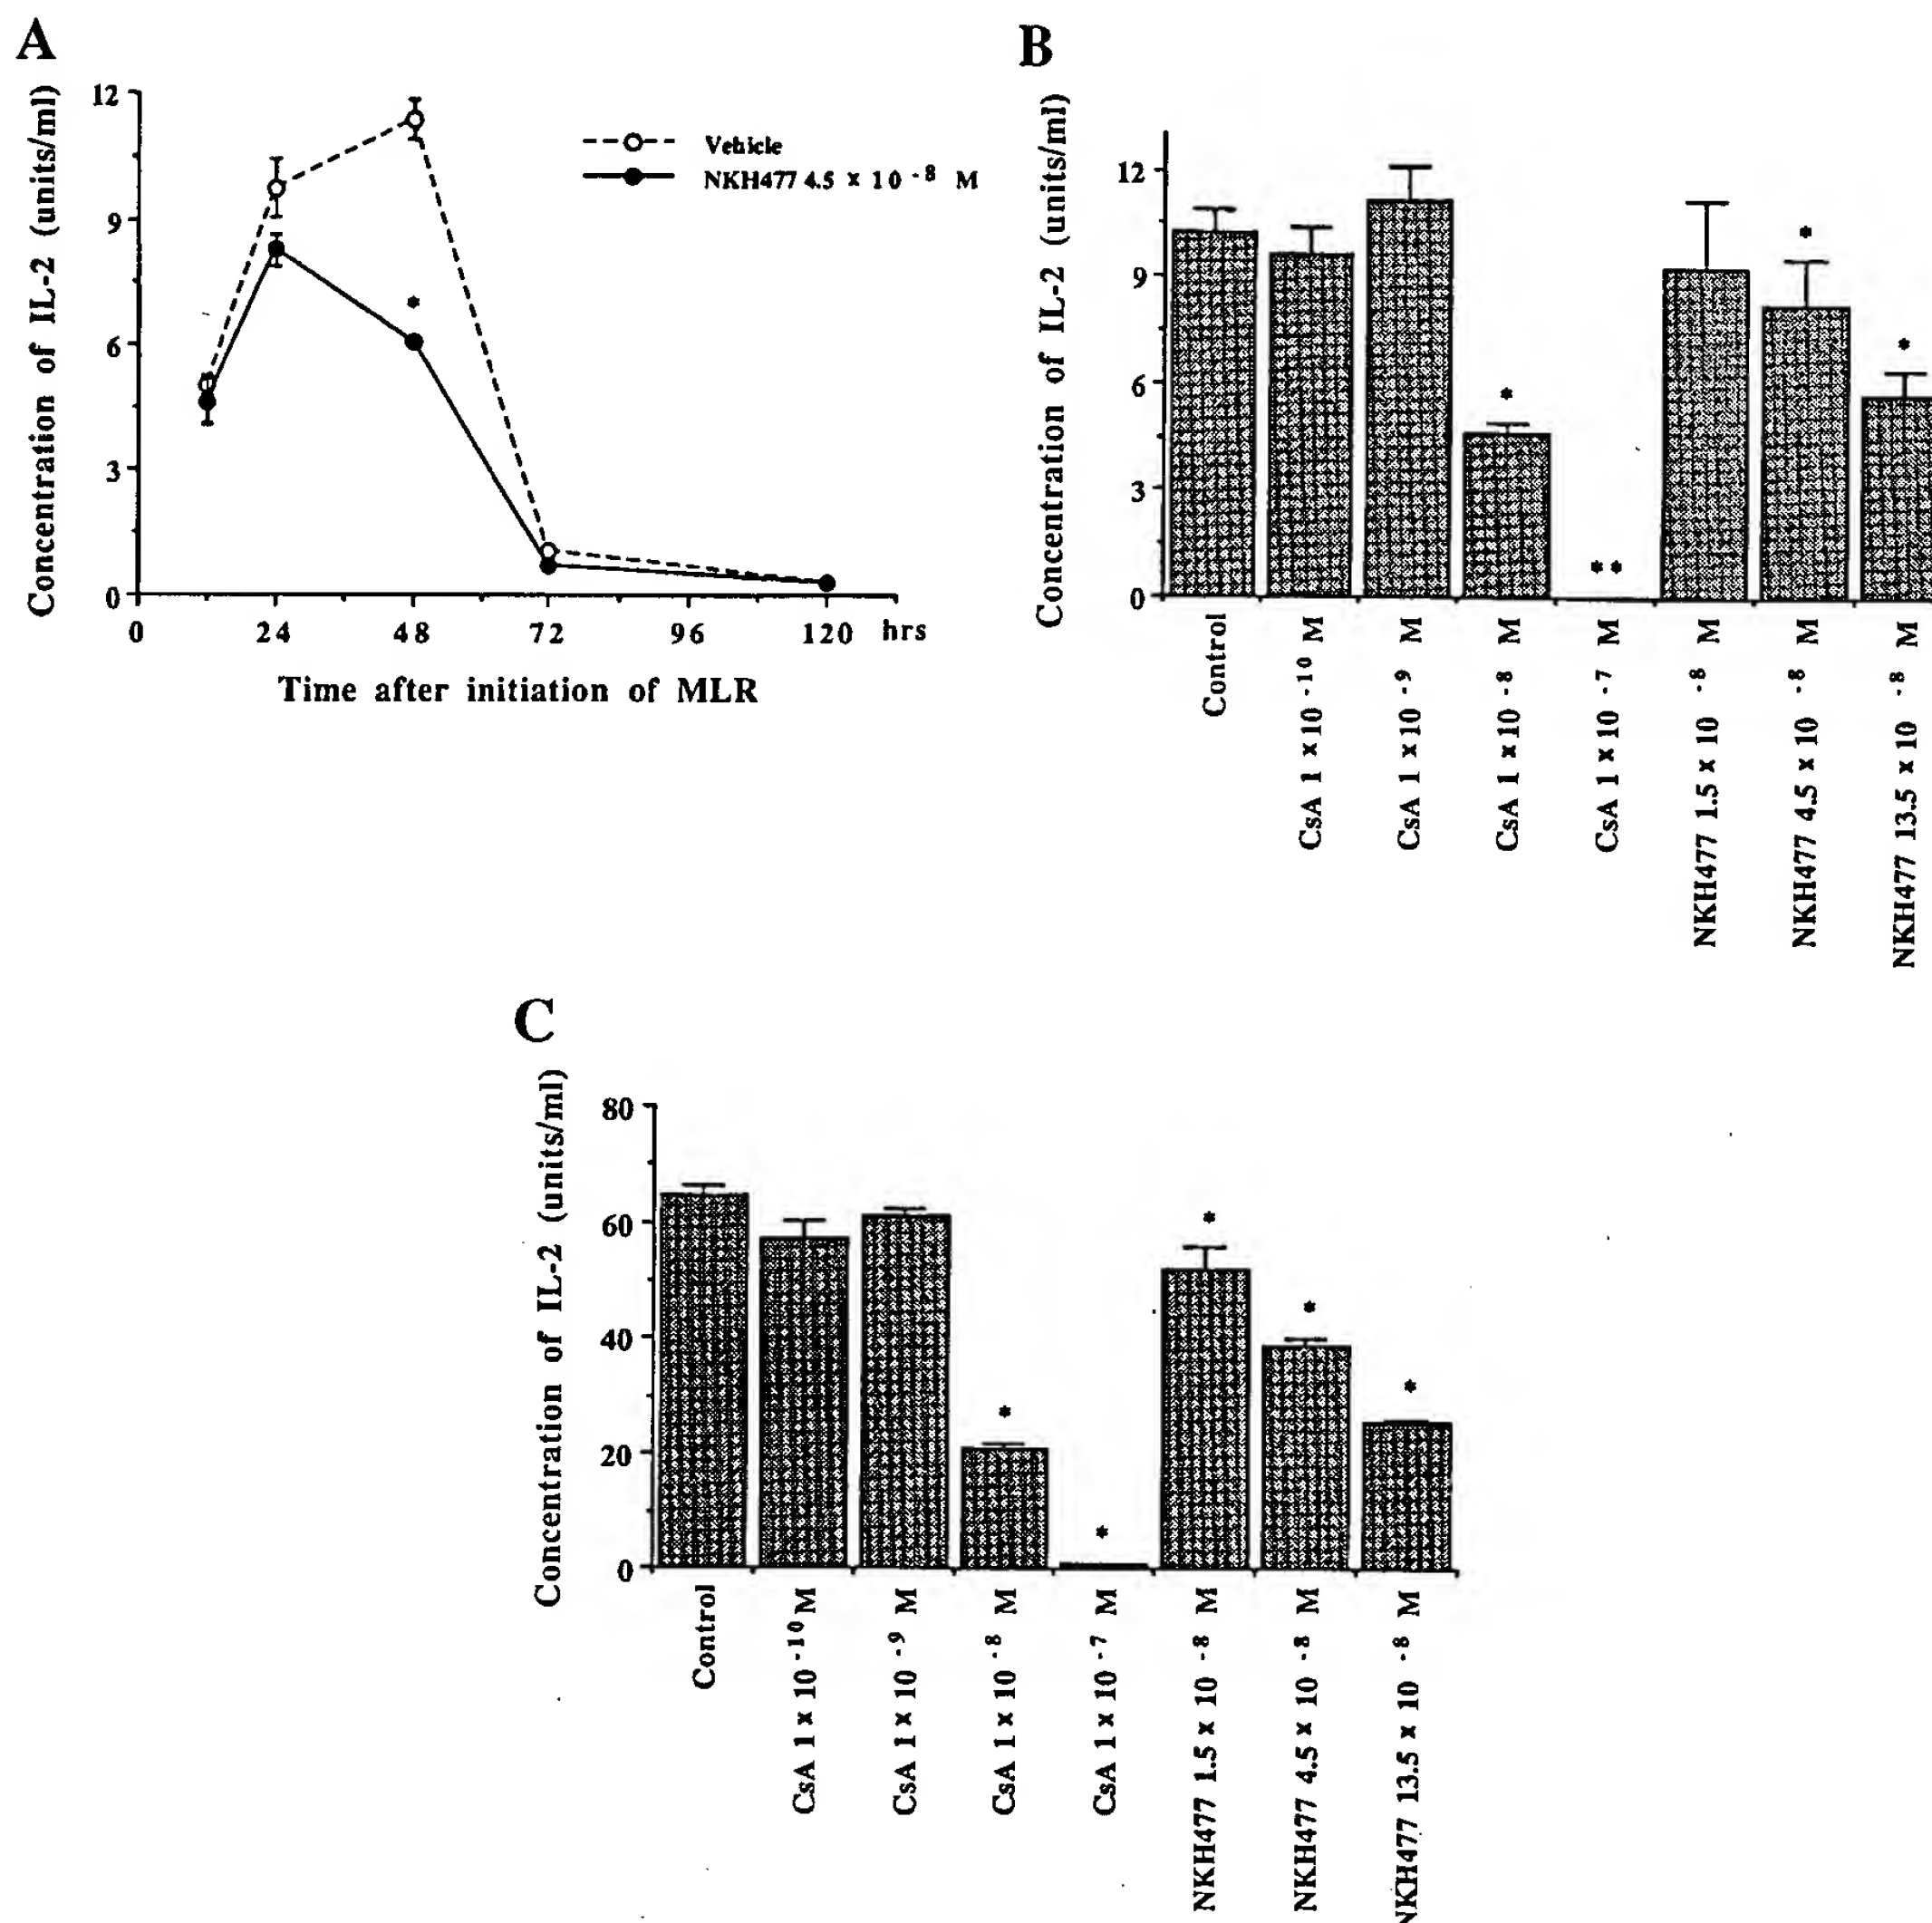 A
Concentration of IL-2 (units/ml)
12
9
6
3
0
0 24 48 72 96 120 hrs
Time after initiation of MLR
Vehicle
NKH477 4.5 x 10 -8 M
*
B
Concentration of IL-2 (units/ml)
12
9
6
3
0
*
**
*
*
Control
CsA 1 x 10 -10 M
CsA 1 x 10 -9 M
CsA 1 x 10 -8 M
CsA 1 x 10 -7 M
NKH477 1.5 x 10 -8 M
NKH477 4.5 x 10 -8 M
NKH477 13.5 x 10 -8 M
C
Concentration of IL-2 (units/ml)
80
60
40
20
0
*
*
*
*
*
Control
CsA 1 x 10 -10 M
CsA 1 x 10 -9 M
CsA 1 x 10 -8 M
CsA 1 x 10 -7 M
NKH477 1.5 x 10 -8 M
NKH477 4.5 x 10 -8 M
NKH477 13.5 x 10 -8 M